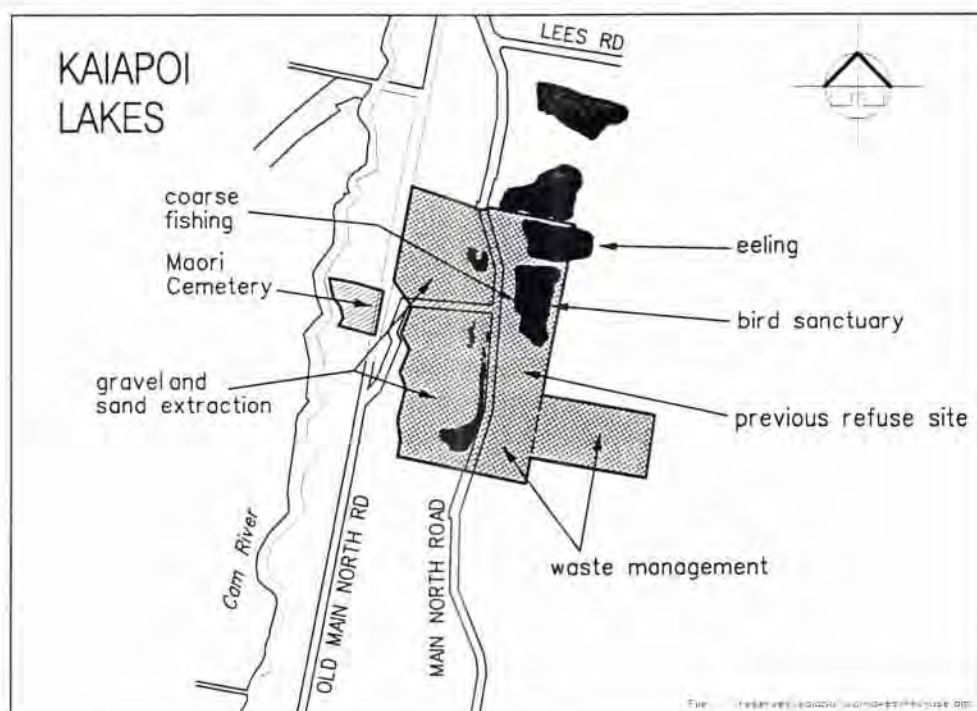 KAIAPOI
LAKES
LEES RD
coarse
fishing
Maori
Cemetery
eeling
bird sanctuary
gravel and
sand extraction
previous refuse site
waste management
Cam River
OLD MAIN NORTH RD
MAIN NORTH ROAD